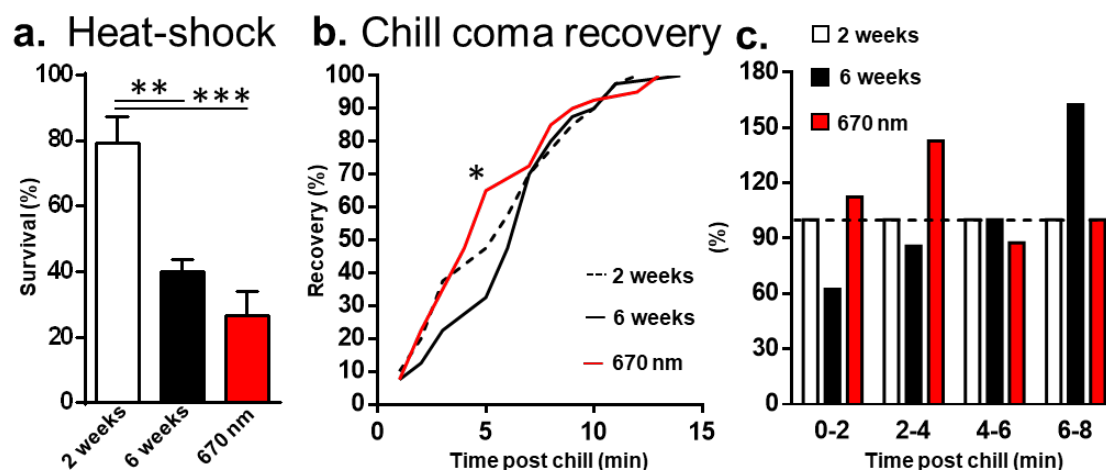 a. Heat-shock
**
***
100
80
60
40
20
0
Survival (%)
2 weeks
6 weeks
670 nm
b. Chill coma recovery
100
90
80
70
60
50
40
30
20
10
0
Recovery (%)
*
2 weeks
6 weeks
670 nm
0
5
10
15
Time post chill (min)
c.
2 weeks
6 weeks
670 nm
180
150
120
90
60
30
0
(%)
0-2
2-4
4-6
6-8
Time post chill (min)